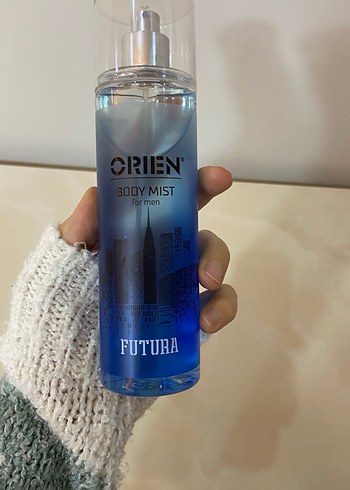 ORIEN®
BODY MIST
for men
FUTURA